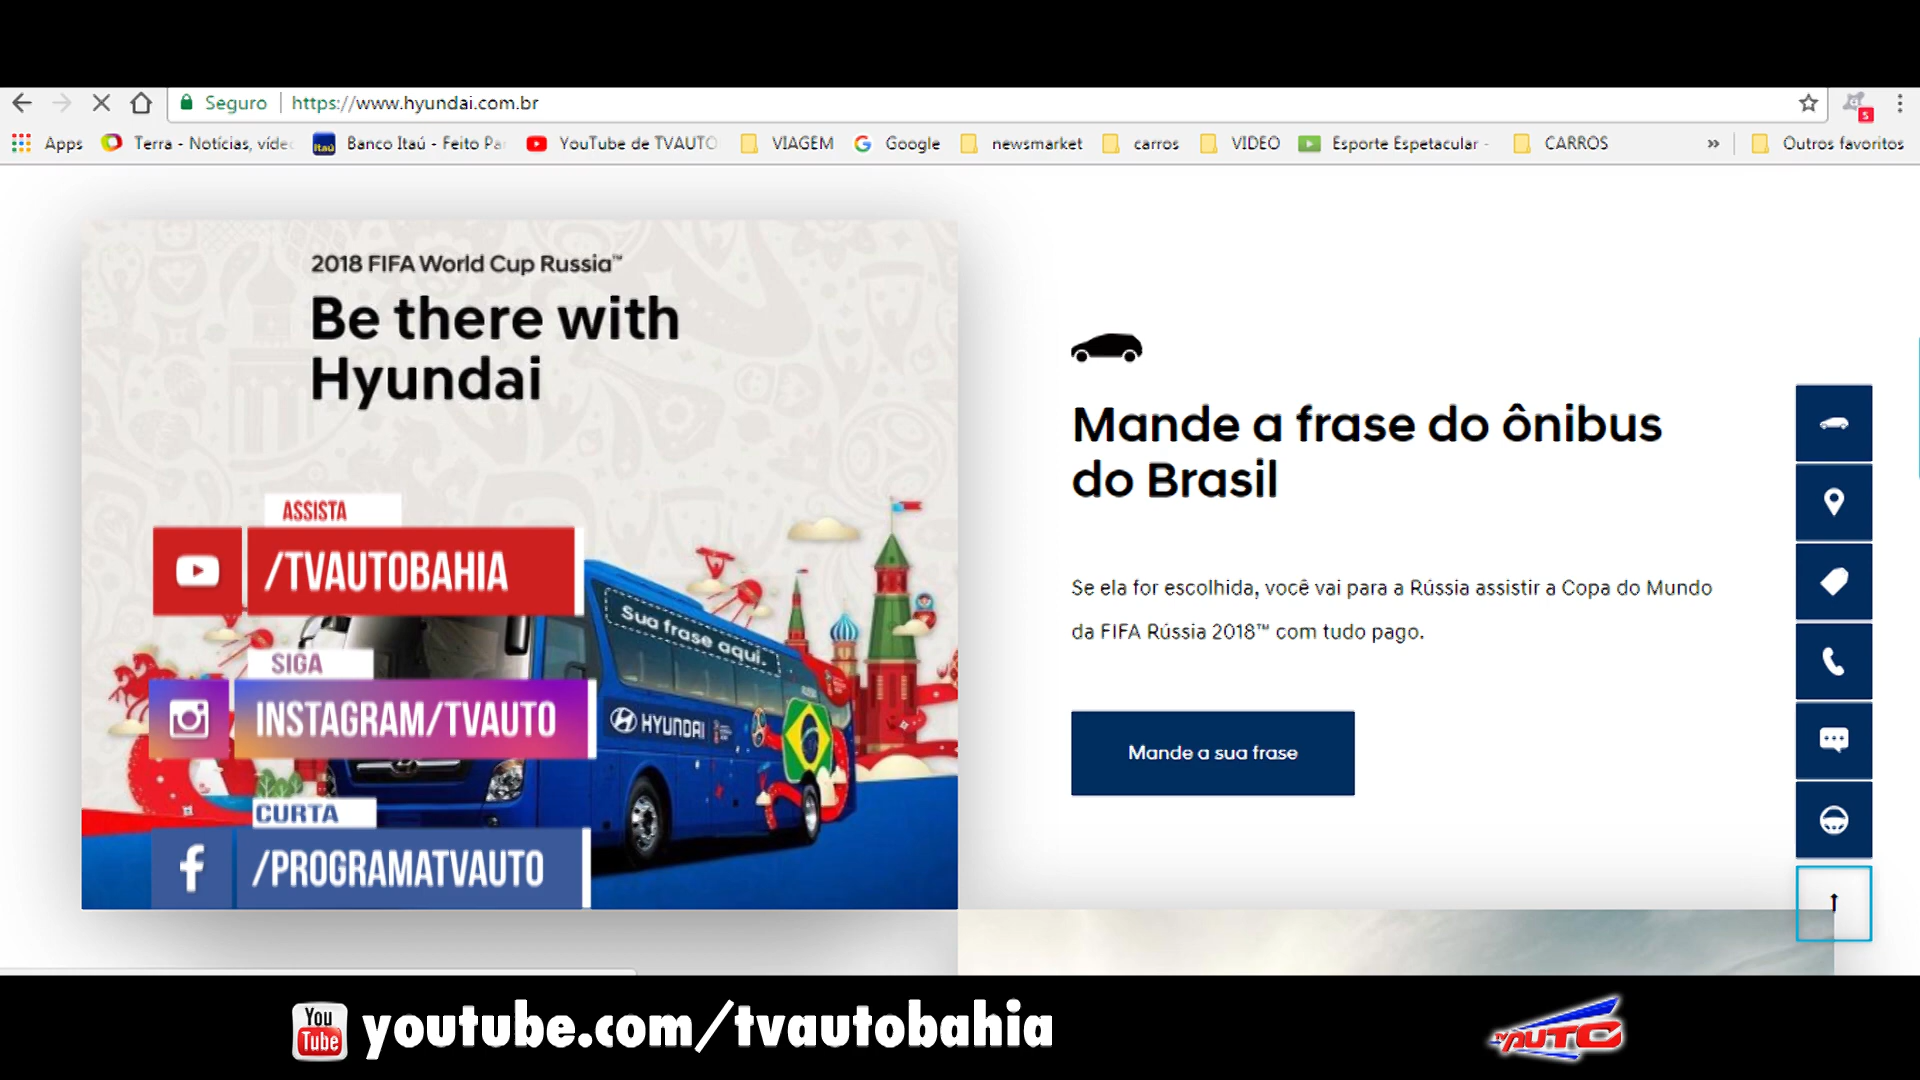 Seguro
https://www.hyundai.com.br
5
Apps
Terra - Notícias, víde
Banco Itaú - Feito Pa
YouTube de TVAUTO
VIAGEM
Google
newsmarket
carros
VIDEO
Esporte Espetacular -
CARROS
»
Outros favoritos
2018 FIFA World Cup Russia™
Be there with
Hyundai
ASSISTA
/TVAUTOBAHIA
SIGA
INSTAGRAM/TVAUTO
CURTA
/PROGRAMATVAUTO
Sua frase aqui.
HYUNDAI
Mande a frase do ônibus
do Brasil
Se ela for escolhida, você vai para a Rússia assistir a Copa do Mundo
da FIFA Rússia 2018™ com tudo pago.
Mande a sua frase
You
Tube
youtube.com/tvautobahia
TV AUTO